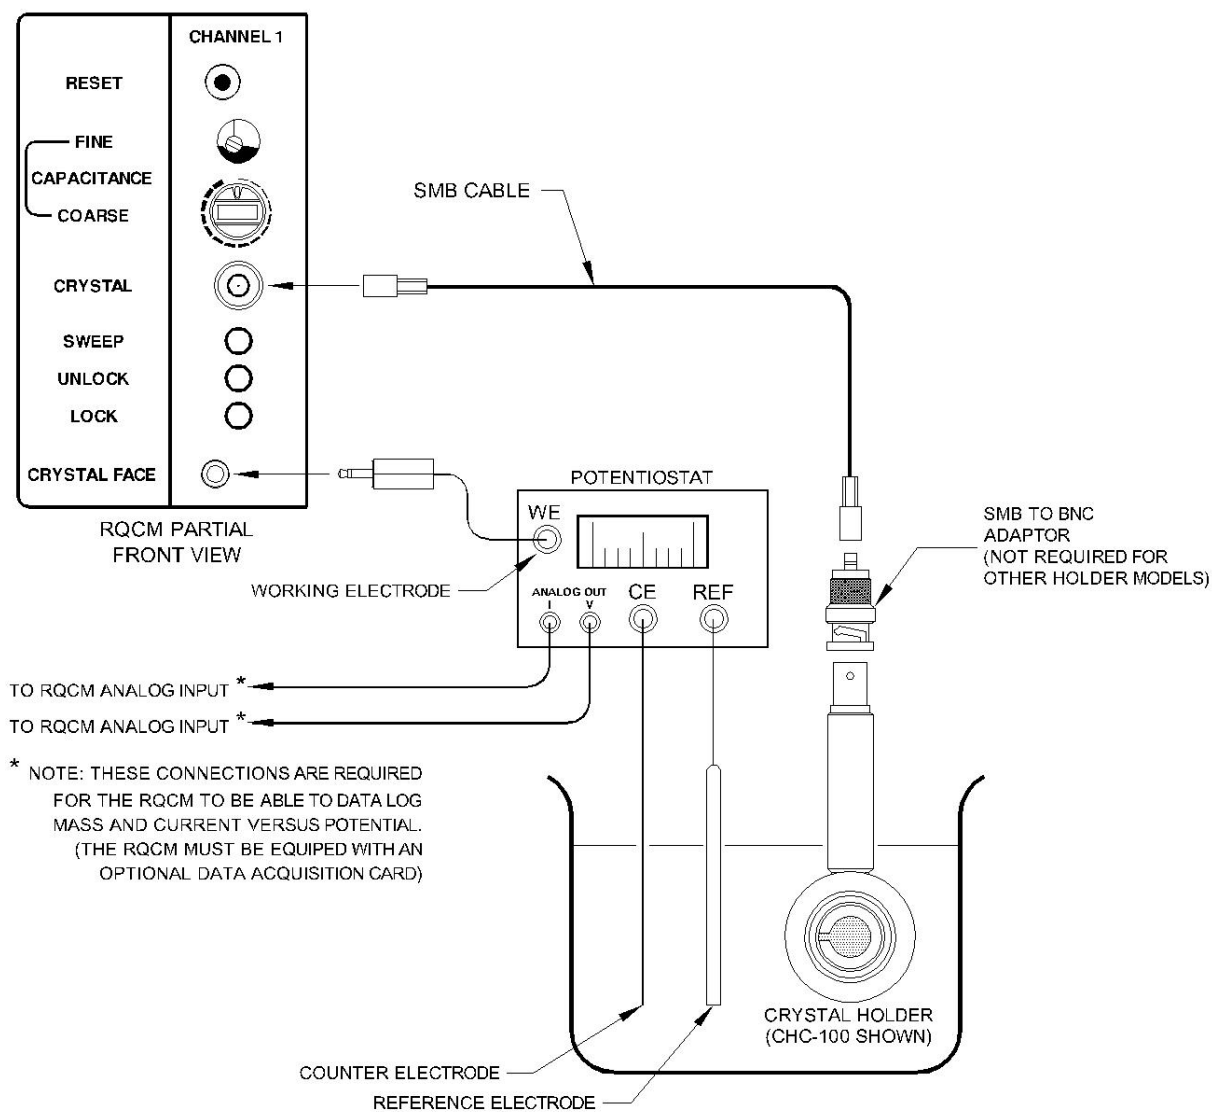 CHANNEL 1
RESET
FINE
CAPACITANCE
COARSE
CRYSTAL
SWEEP
UNLOCK
LOCK
CRYSTAL FACE
RQCM PARTIAL
FRONT VIEW
SMB CABLE
POTENTIOSTAT
WE
WORKING ELECTRODE
ANALOG OUT
I
V
CE
REF
SMB TO BNC
ADAPTOR
(NOT REQUIRED FOR
OTHER HOLDER MODELS)
TO RQCM ANALOG INPUT *
TO RQCM ANALOG INPUT *
* NOTE: THESE CONNECTIONS ARE REQUIRED
FOR THE RQCM TO BE ABLE TO DATA LOG
MASS AND CURRENT VERSUS POTENTIAL.
(THE RQCM MUST BE EQUIPED WITH AN
OPTIONAL DATA ACQUISITION CARD)
CRYSTAL HOLDER
(CHC-100 SHOWN)
COUNTER ELECTRODE
REFERENCE ELECTRODE